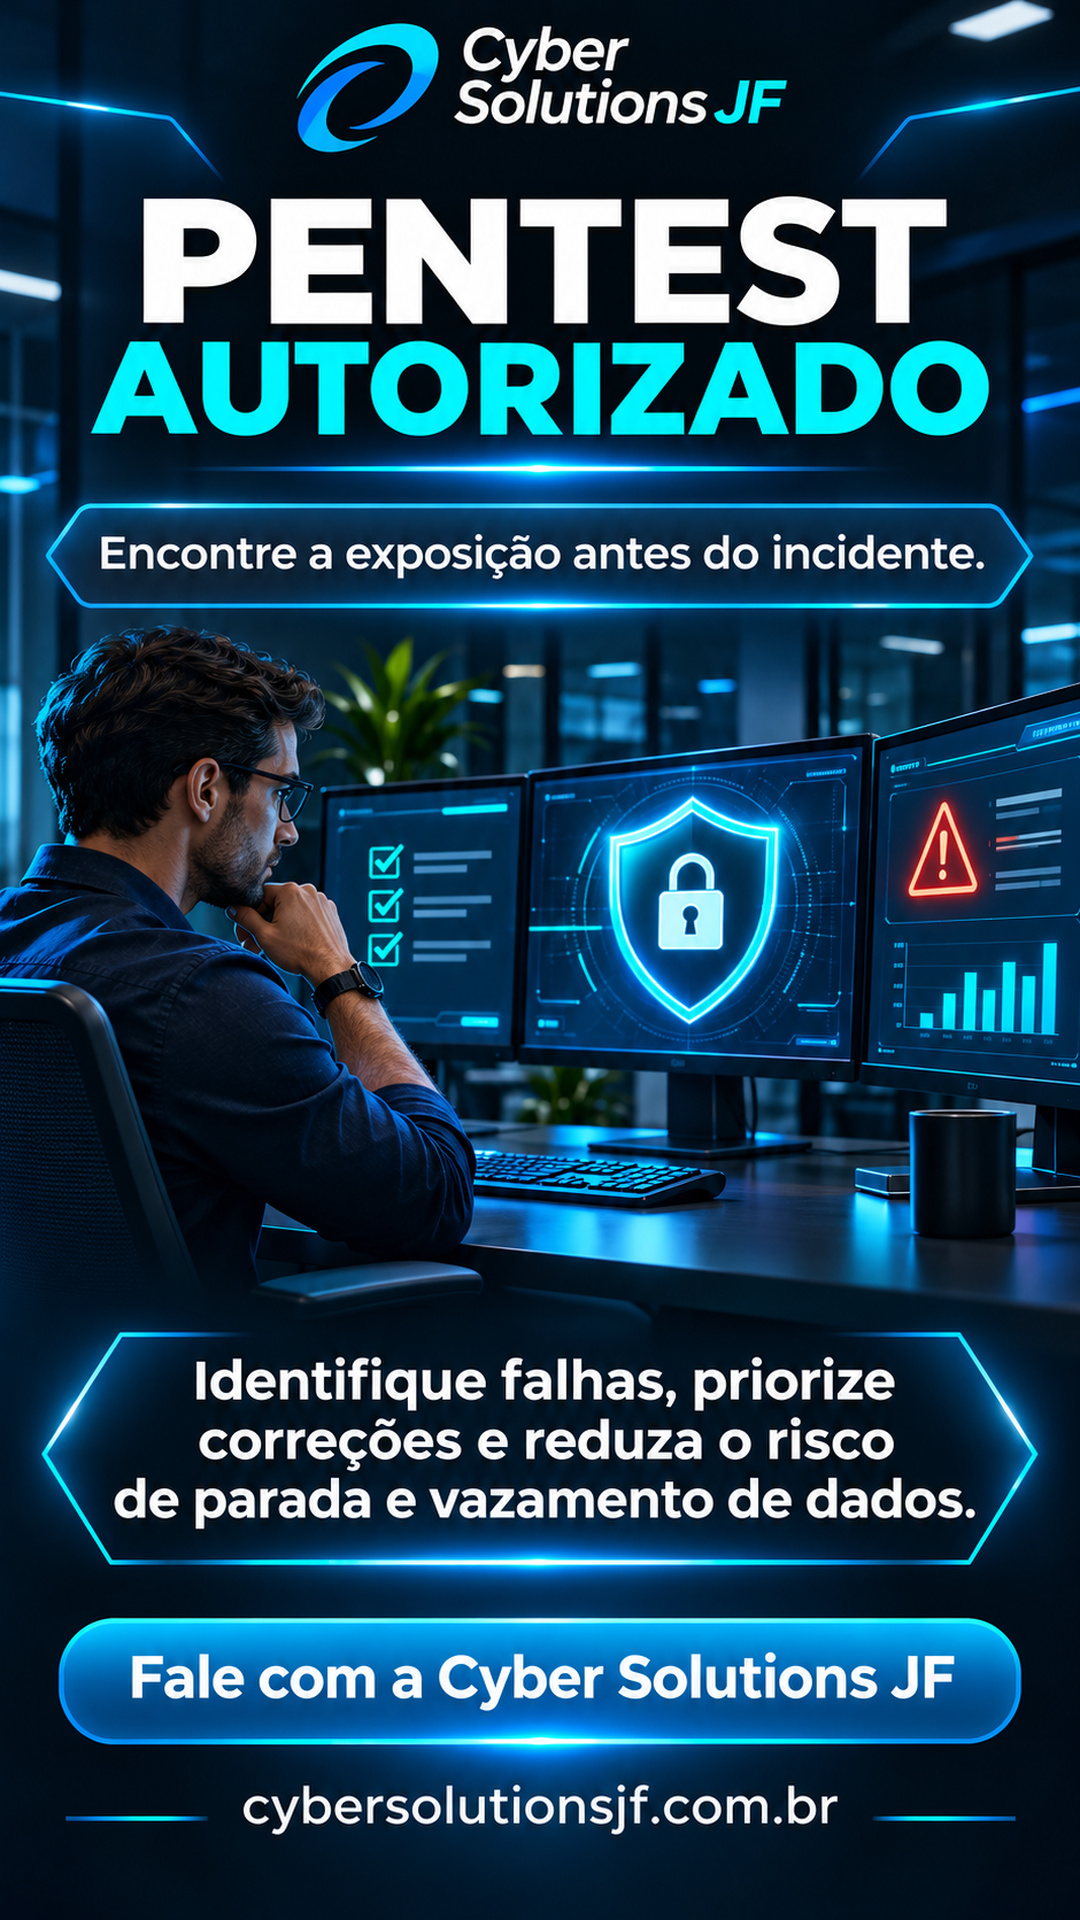 Cyber
Solutions JF
PENTEST
AUTORIZADO
Encontre a exposição antes do incidente.
Identifique falhas, priorize
correções e reduza o risco
de parada e vazamento de dados.
Fale com a Cyber Solutions JF
cybersolutionsjf.com.br